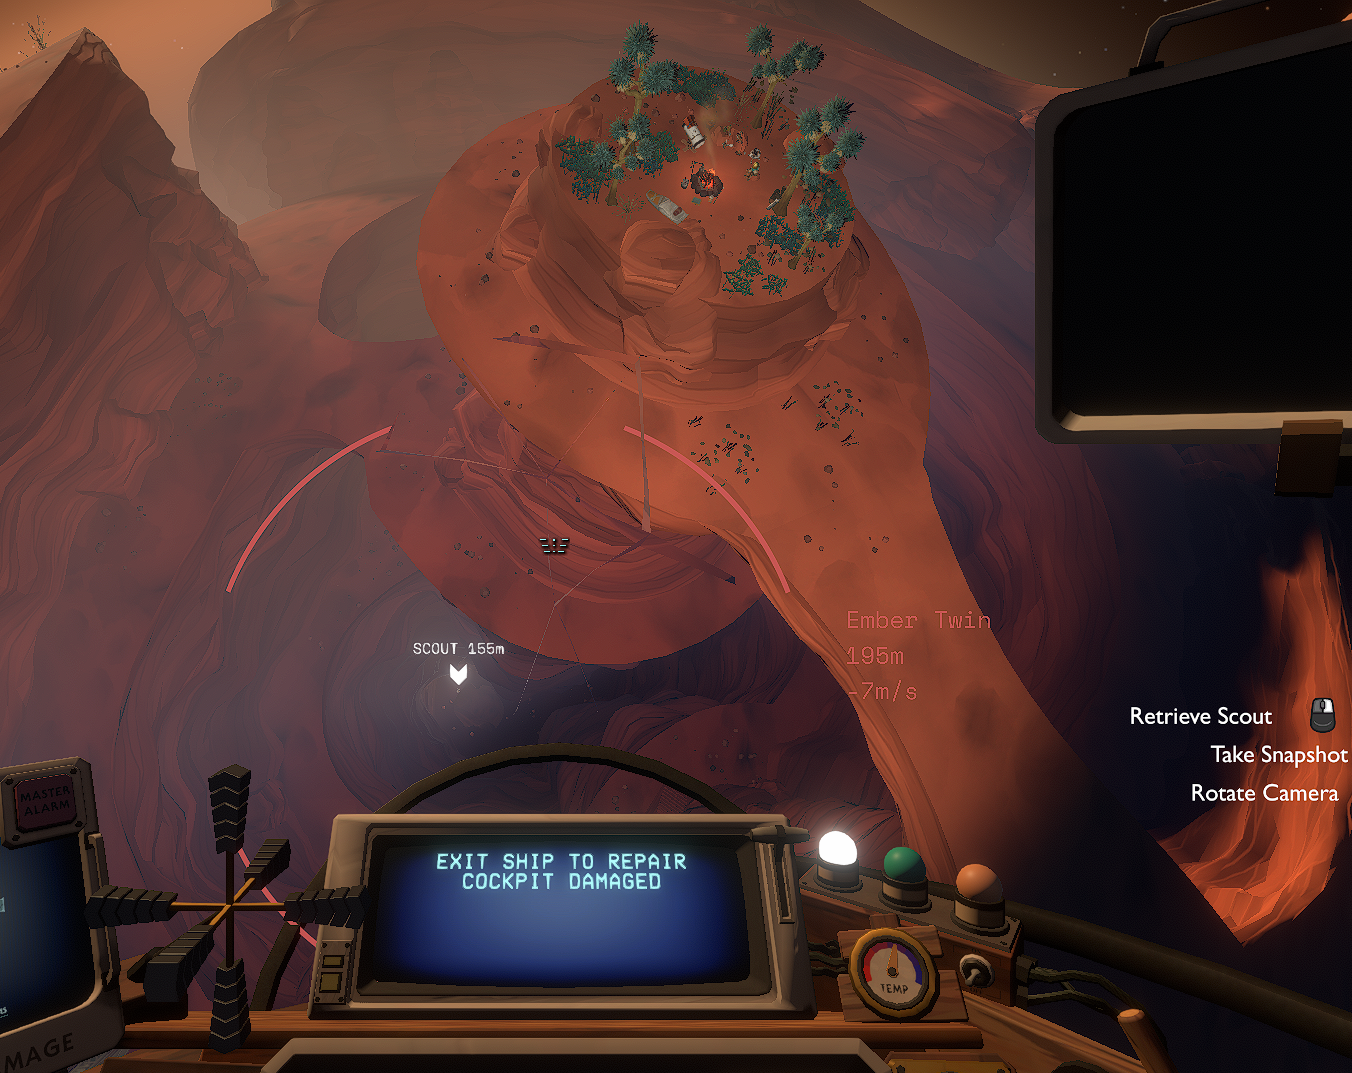 SCOUT 155m
Ember Twin
195m
-7m/s
Retrieve Scout
Take Snapshot
Rotate Camera
MASTER
ALARM
EXIT SHIP TO REPAIR
COCKPIT DAMAGED
TEMP
MAGE